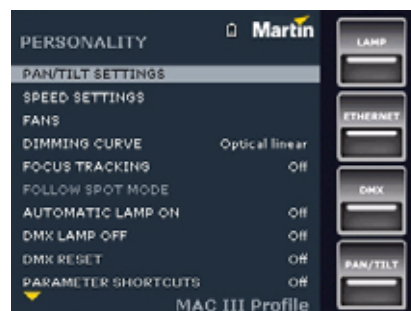 PERSONALITY
Martin
PAN/TILT SETTINGS
SPEED SETTINGS
FANS
DIMMING CURVE Optical linear
FOCUS TRACKING Off
FOLLOW SPOT MODE
AUTOMATIC LAMP ON Off
DMX LAMP OFF Off
DMX RESET Off
PARAMETER SHORTCUTS Off
MAC III Profile
LAMP
ETHERNET
DMX
PAN/TILT